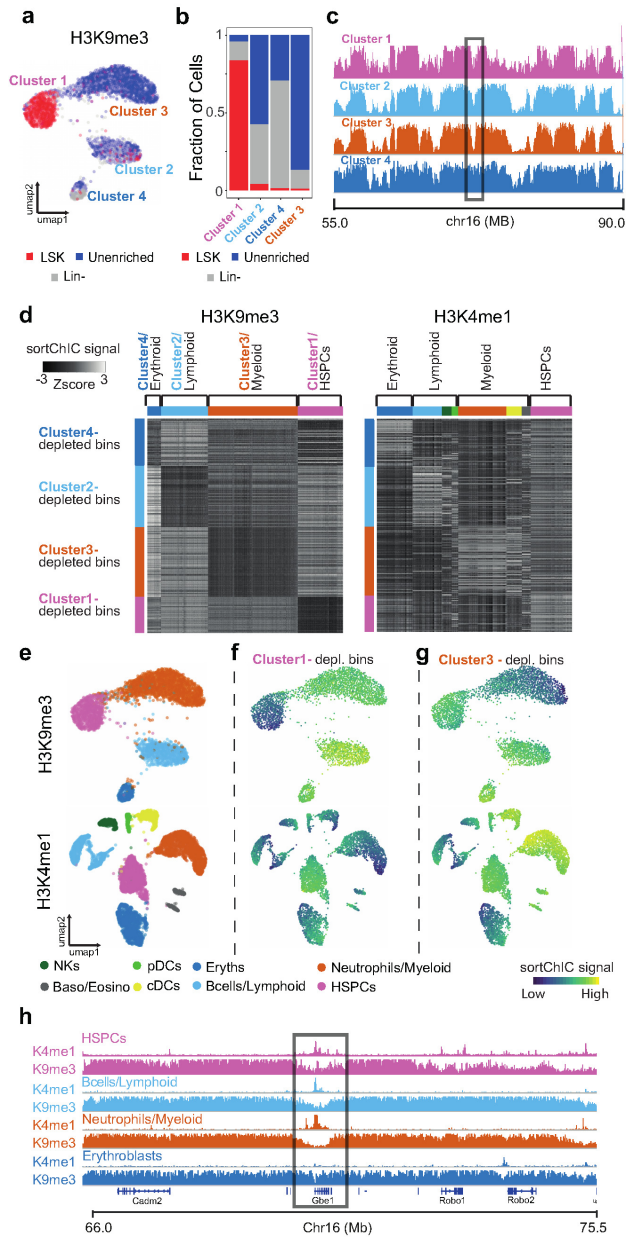 a
H3K9me3
Cluster 1
Cluster 3
Cluster 2
Cluster 4
umap2
umap1
LSK
Unenriched
Lin-
b
Fraction of Cells
1
0.5
0
Cluster 1
Cluster 2
Cluster 4
Cluster 3
LSK
Unenriched
Lin-
c
Cluster 1
Cluster 2
Cluster 3
Cluster 4
55.0
chr16 (MB)
90.0
d
H3K9me3
H3K4me1
sortChIC signal
-3
3
Zscore
Cluster4/
Erythroid
Cluster2/
Lymphoid
Cluster3/
Myeloid
Cluster1/
HSPCs
Erythroid
Lymphoid
Myeloid
HSPCs
Cluster4-
depleted bins
Cluster2-
depleted bins
Cluster3-
depleted bins
Cluster1-
depleted bins
e
f
Cluster1- depl. bins
g
Cluster3 - depl. bins
H3K9me3
H3K4me1
umap2
umap1
NKs
pDCs
Eryths
Neutrophils/Myeloid
Baso/Eosino
cDCs
Bcells/Lymphoid
HSPCs
sortChIC signal
Low
High
h
HSPCs
K4me1
K9me3
Bcells/Lymphoid
K4me1
K9me3
Neutrophils/Myeloid
K4me1
K9me3
Erythroblasts
K4me1
K9me3
Cadm2
Gbe1
Robo1
Robo2
66.0
Chr16 (Mb)
75.5